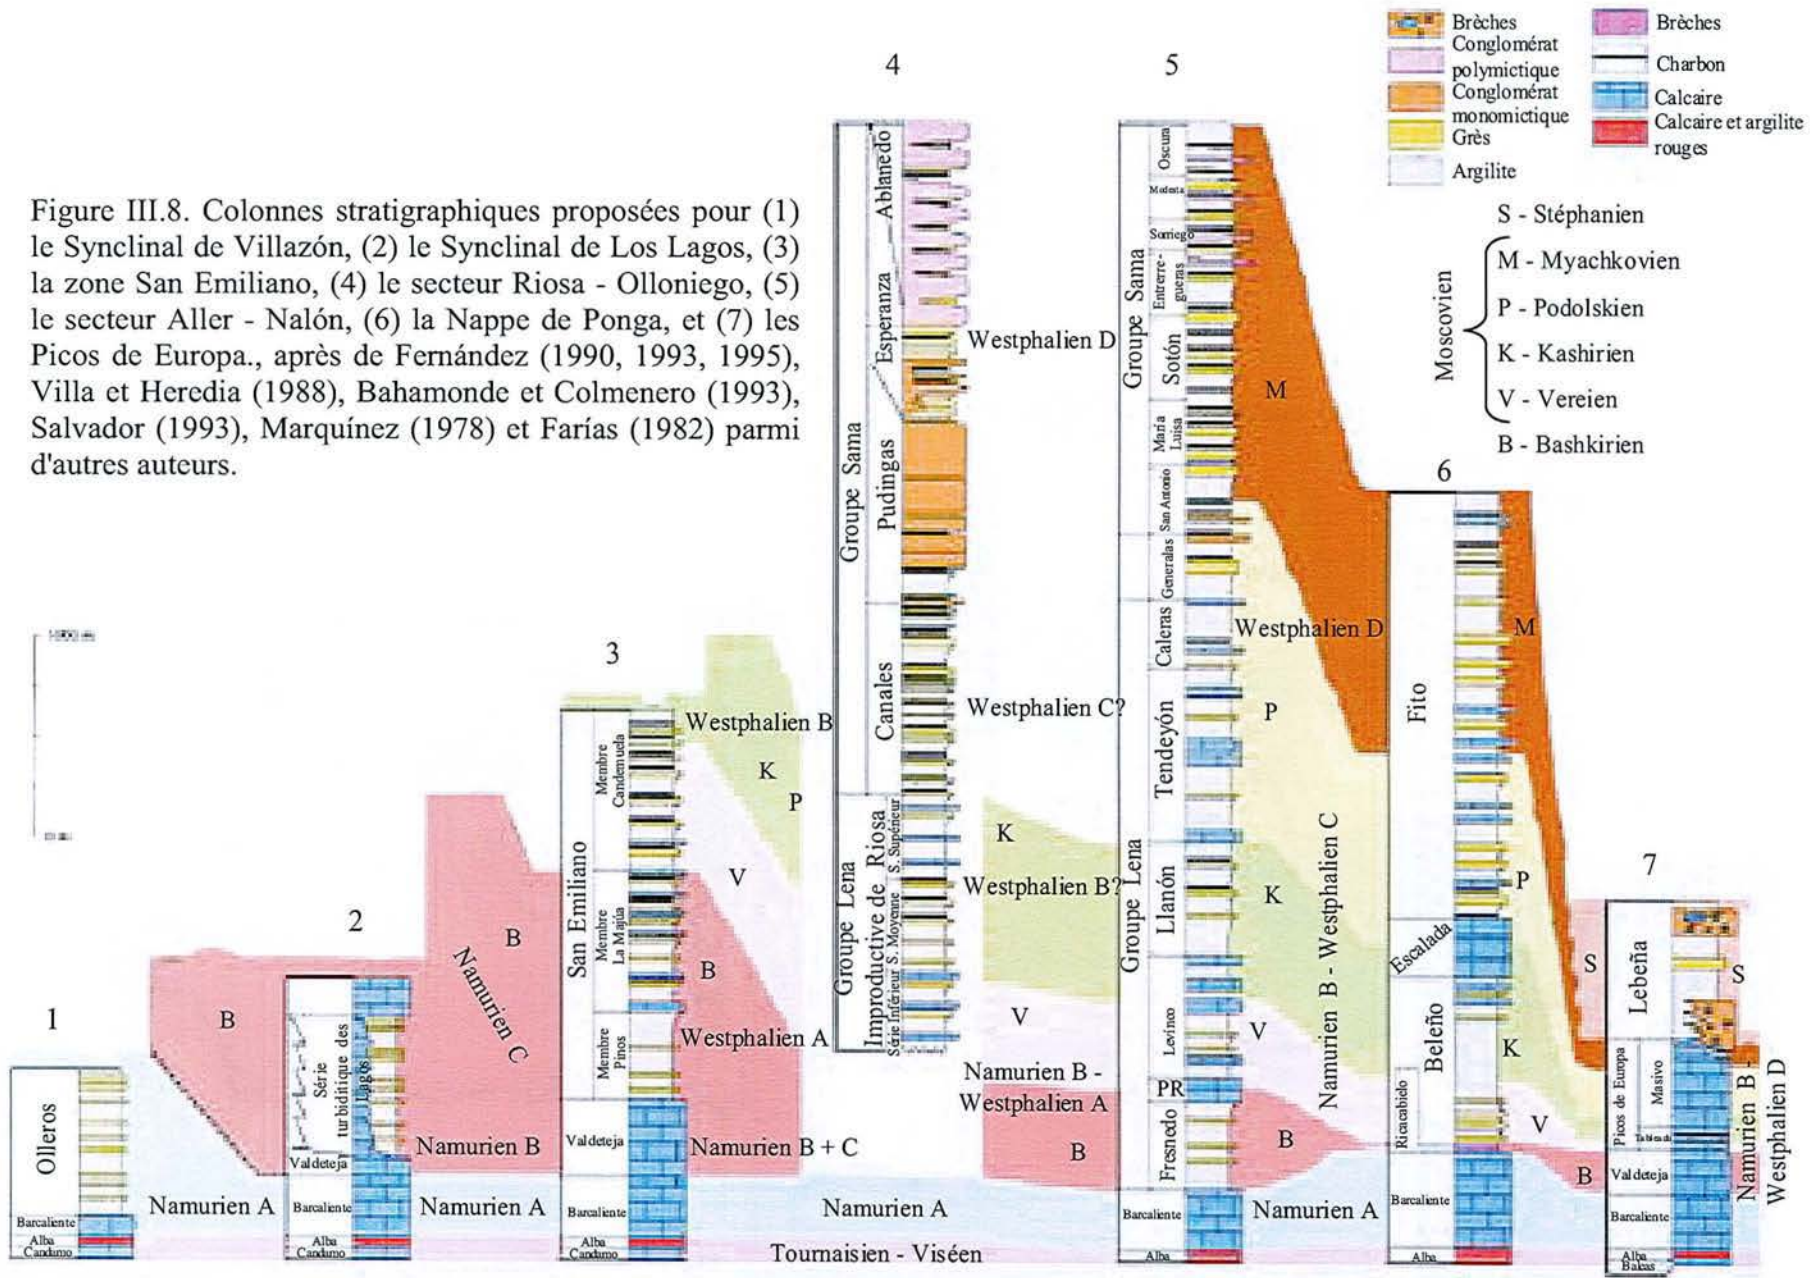 Figure III.8. Colonnes stratigraphiques proposées pour (1)
le Synclinal de Villazón, (2) le Synclinal de Los Lagos, (3)
la zone San Emiliano, (4) le secteur Riosa - Olloniego, (5)
le secteur Aller - Nalón, (6) la Nappe de Ponga, et (7) les
Picos de Europa., après de Fernández (1990, 1993, 1995),
Villa et Heredia (1988), Bahamonde et Colmenero (1993),
Salvador (1993), Marquínez (1978) et Farías (1982) parmi
d'autres auteurs.
Brèches
Conglomérat
polymictique
Conglomérat
monomictique
Grès
Argilite
Brèches
Charbon
Calcaire
Calcaire et argilite
rouges
S - Stéphanien
Moscovien
M - Myachkovien
P - Podolskien
K - Kashirien
V - Vereien
B - Bashkirien
1
Olleros
Barcaliente
Alba
Candamo
B
Namurien A
2
Série
turbiditique des
Lagos
Valdeteja
Barcaliente
Alba
Candamo
B
Namurien C
Namurien B
Namurien A
3
San Emiliano
Membre
Candemuela
Membre
La Majúa
Membre
Pinos
Valdeteja
Barcaliente
Alba
Candamo
Westphalien B
K
P
V
B
Westphalien A
Namurien B + C
Namurien A
Tournaisien - Viséen
4
Groupe Sama
Ablanedo
Esperanza
Pudingas
Canales
Groupe Lena
Improductive de Riosa
Série Inférieur
S. Moyenne
S. Supérieur
Westphalien D
Westphalien C?
K
Westphalien B?
V
Namurien B -
Westphalien A
B
5
Groupe Sama
Oscura
Modesta
Sorriego
Entrerre-
gueras
Sotón
María
Luisa
San Antonio
Generalas
Groupe Lena
Caleras
Tendeyón
Llanón
Levinco
PR
Fresnedo
Barcaliente
Alba
M
Westphalien D
P
K
V
Namurien B - Westphalien C
B
Namurien A
6
Fito
Escalada
Beleño
Ricacabiello
Barcaliente
Alba
M
P
K
V
B
S
7
Lebeña
Picos de Europa
Masivo
Valdeteja
Barcaliente
Alba
Baleas
S
Namurien B -
Westphalien D